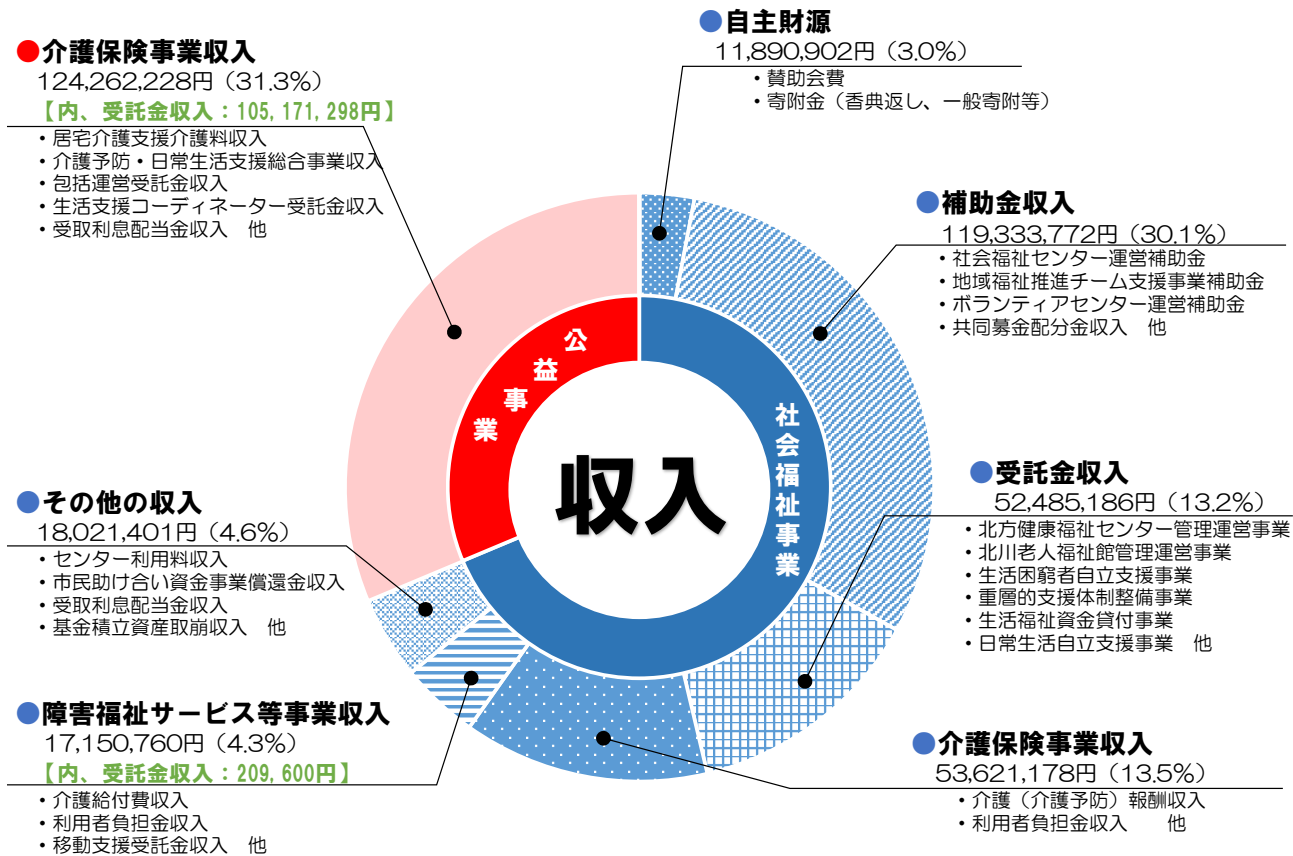 ●自主財源
11,890,902円（3.0%）
・賛助会費
・寄附金（香典返し、一般寄附等）
●介護保険事業収入
124,262,228円（31.3%）
【内、受託金収入：105,171,298円】
・居宅介護支援介護料収入
・介護予防・日常生活支援総合事業収入
・包括運営受託金収入
・生活支援コーディネーター受託金収入
・受取利息配当金収入　他
●補助金収入
119,333,772円（30.1%）
・社会福祉センター運営補助金
・地域福祉推進チーム支援事業補助金
・ボランティアセンター運営補助金
・共同募金配分金収入　他
公益事業
社会福祉事業
収入
●受託金収入
52,485,186円（13.2%）
・北方健康福祉センター管理運営事業
・北川老人福祉館管理運営事業
・生活困窮者自立支援事業
・重層的支援体制整備事業
・生活福祉資金貸付事業
・日常生活自立支援事業　他
●その他の収入
18,021,401円（4.6%）
・センター利用料収入
・市民助け合い資金事業償還金収入
・受取利息配当金収入
・基金積立資産取崩収入　他
●障害福祉サービス等事業収入
17,150,760円（4.3%）
【内、受託金収入：209,600円】
・介護給付費収入
・利用者負担金収入
・移動支援受託金収入　他
●介護保険事業収入
53,621,178円（13.5%）
・介護（介護予防）報酬収入
・利用者負担金収入　　他